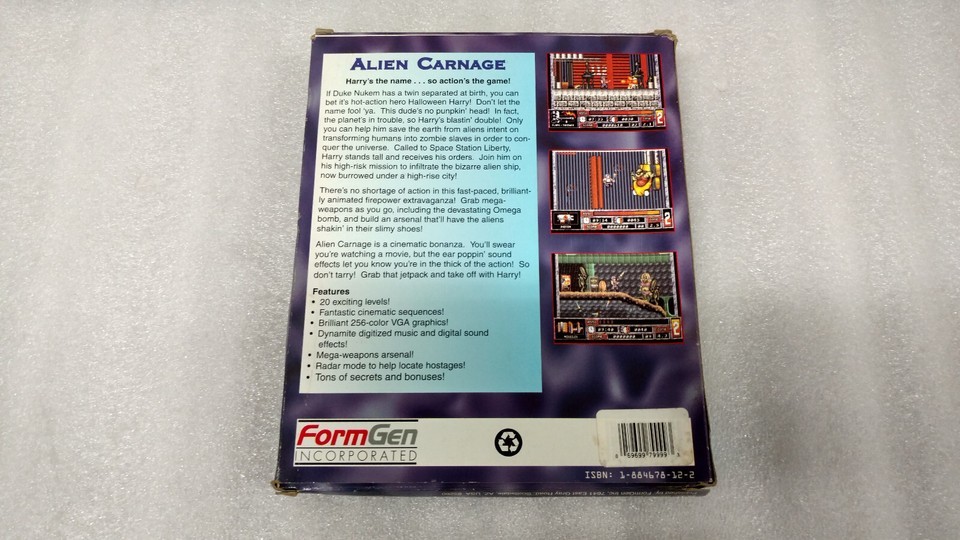 ALIEN CARNAGE
Harry's the name . . . so action's the game!
If Duke Nukem has a twin separated at birth, you can
bet it's hot-action hero Halloween Harry! Don't let the
name fool 'ya. This dude's no punpkin' head! In fact,
the planet's in trouble, so Harry's blastin' double! Only
you can help him save the earth from aliens intent on
transforming humans into zombie slaves in order to con-
quer the universe. Called to Space Station Liberty,
Harry stands tall and receives his orders. Join him on
his high-risk mission to infiltrate the bizarre alien ship,
now burrowed under a high-rise city!
There's no shortage of action in this fast-paced, brilliant-
ly animated firepower extravaganza! Grab mega-
weapons as you go, including the devastating Omega
bomb, and build an arsenal that'll have the aliens
shakin' in their slimy shoes!
Alien Carnage is a cinematic bonanza. You'll swear
you're watching a movie, but the ear poppin' sound
effects let you know you're in the thick of the action! So
don't tarry! Grab that jetpack and take off with Harry!
Features
• 20 exciting levels!
• Fantastic cinematic sequences!
• Brilliant 256-color VGA graphics!
• Dynamite digitized music and digital sound
effects!
• Mega-weapons arsenal!
• Radar mode to help locate hostages!
• Tons of secrets and bonuses!
FORMGEN
INCORPORATED
ISBN: 1-884678-12-2